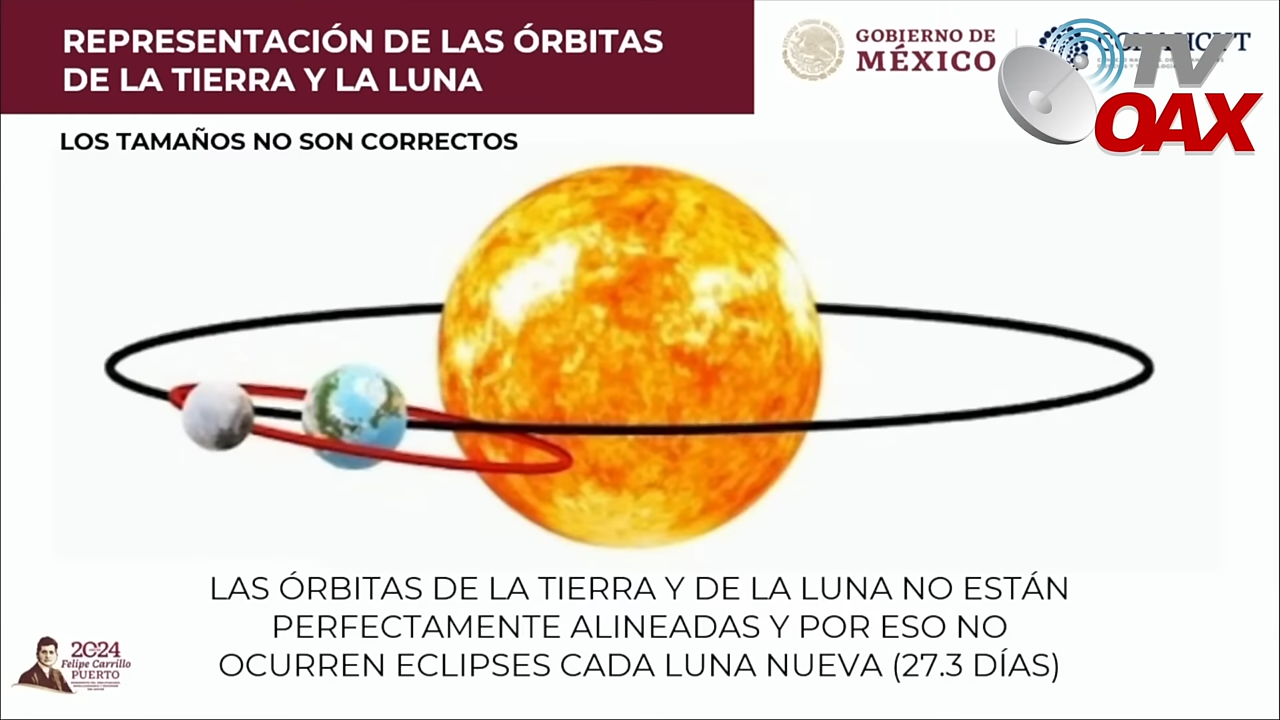 REPRESENTACIÓN DE LAS ÓRBITAS
DE LA TIERRA Y LA LUNA
GOBIERNO DE
MÉXICO
TV
OAX
LOS TAMAÑOS NO SON CORRECTOS
LAS ÓRBITAS DE LA TIERRA Y DE LA LUNA NO ESTÁN
PERFECTAMENTE ALINEADAS Y POR ESO NO
OCURREN ECLIPSES CADA LUNA NUEVA (27.3 DÍAS)
2024
Felipe Carrillo
PUERTO